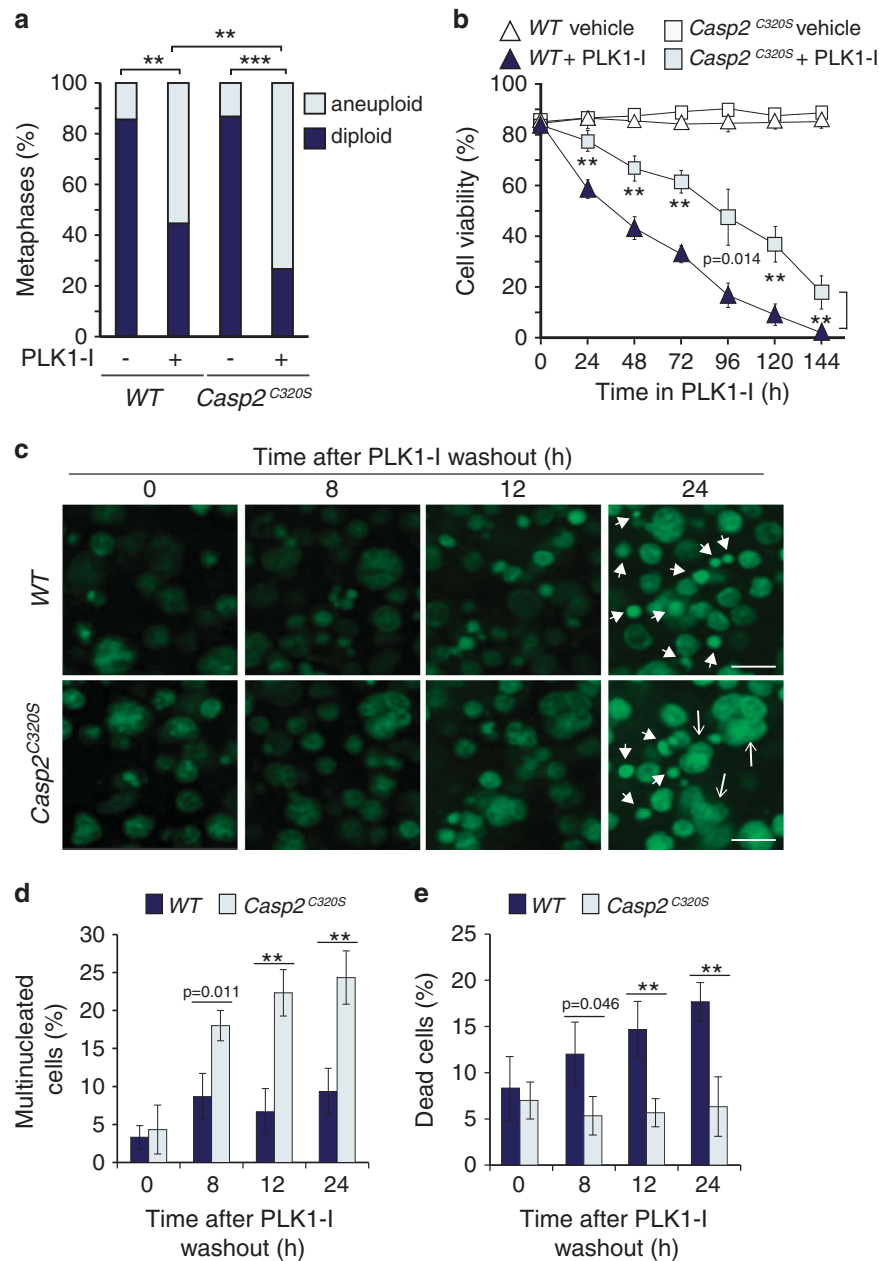 a
**
**
***
aneuploid
diploid
Metaphases (%)
100
80
60
40
20
0
PLK1-I - + - +
WT Casp2 C320S
b
WT vehicle Casp2 C320S vehicle
WT + PLK1-I Casp2 C320S + PLK1-I
Cell viability (%)
100
80
60
40
20
0
**
**
**
p=0.014
**
**
0 24 48 72 96 120 144
Time in PLK1-I (h)
c
Time after PLK1-I washout (h)
0 8 12 24
WT
Casp2 C320S
d
WT Casp2 C320S
Multinucleated
cells (%)
30
25
20
15
10
5
0
p=0.011
**
**
0 8 12 24
Time after PLK1-I
washout (h)
e
WT Casp2 C320S
Dead cells (%)
25
20
15
10
5
0
p=0.046
**
**
0 8 12 24
Time after PLK1-I
washout (h)